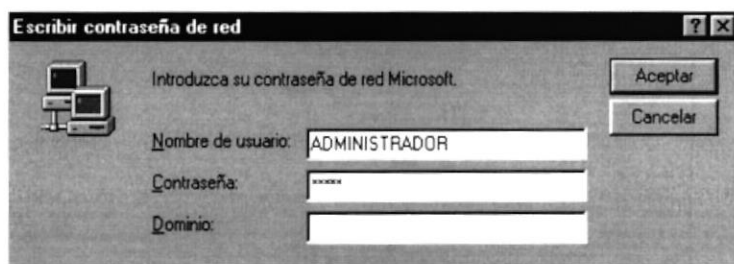 Escribir contraseña de red
Introduzca su contraseña de red Microsoft.
Aceptar
Cancelar
Nombre de usuario: ADMINISTRADOR
Contraseña: *****
Dominio: